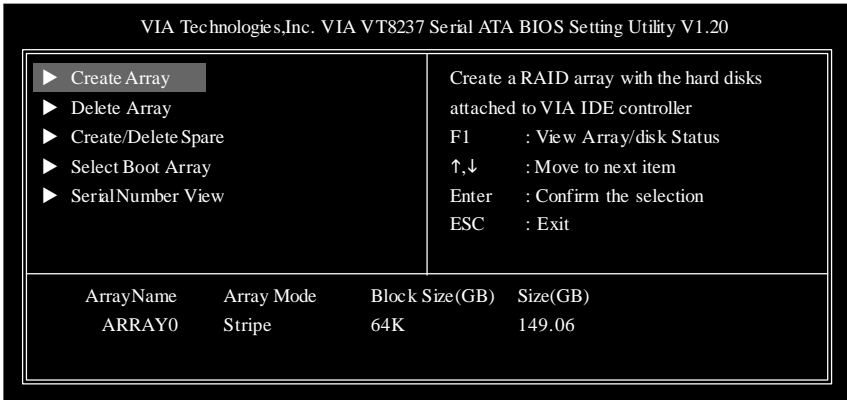 VIA Technologies,Inc. VIA VT8237 Serial ATA BIOS Setting Utility V1.20
▶ Create Array
▶ Delete Array
▶ Create/Delete Spare
▶ Select Boot Array
▶ Serial Number View
Create a RAID array with the hard disks
attached to VIA IDE controller
F1 : View Array/disk Status
↑,↓ : Move to next item
Enter : Confirm the selection
ESC : Exit
ArrayName Array Mode Block Size(GB) Size(GB)
ARRAY0 Stripe 64K 149.06